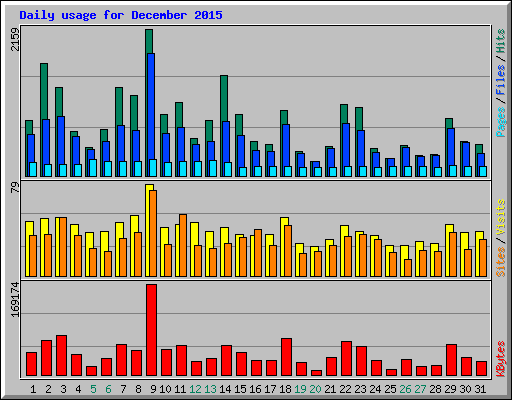 Daily usage for December 2015
2159
Pages / Files / Hits
79
Sites / Visits
169174
KBytes
1 2 3 4 5 6 7 8 9 10 11 12 13 14 15 16 17 18 19 20 21 22 23 24 25 26 27 28 29 30 31